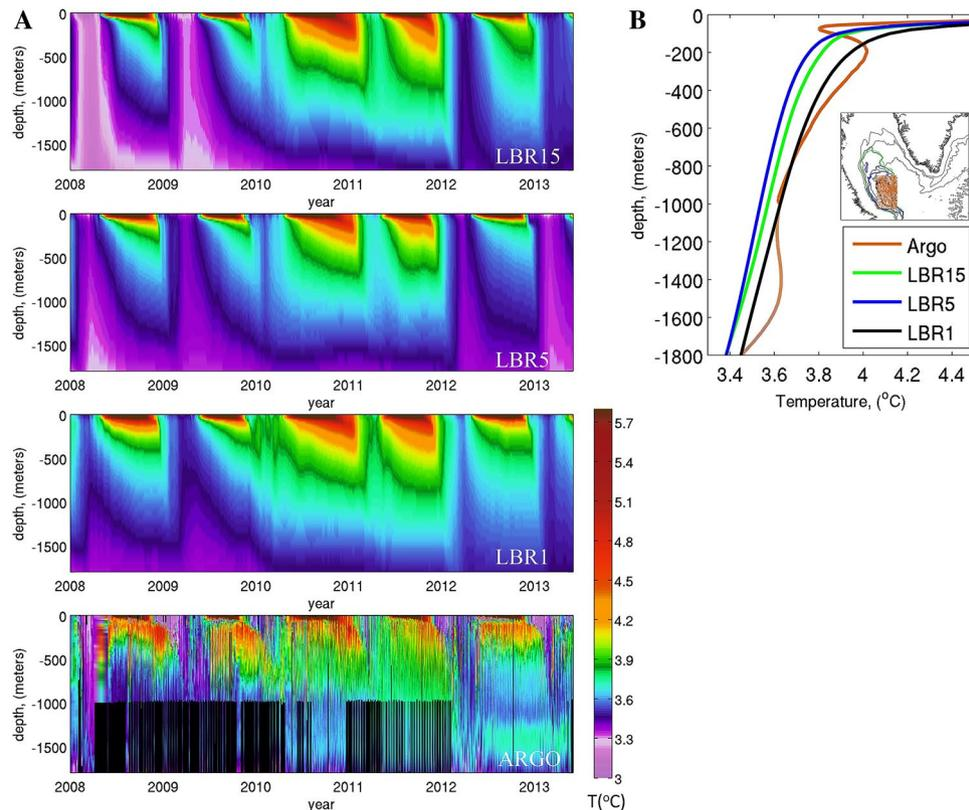 A
0
-500
-1000
-1500
depth, (meters)
LBR15
2008 2009 2010 2011 2012 2013
year
0
-500
-1000
-1500
depth, (meters)
LBR5
2008 2009 2010 2011 2012 2013
year
0
-500
-1000
-1500
depth, (meters)
LBR1
2008 2009 2010 2011 2012 2013
year
0
-500
-1000
-1500
depth, (meters)
ARGO
2008 2009 2010 2011 2012 2013
year
5.7
5.4
5.1
4.8
4.5
4.2
3.9
3.6
3.3
3
T(°C)
B
0
-200
-400
-600
-800
-1000
-1200
-1400
-1600
-1800
depth, (meters)
Argo
LBR15
LBR5
LBR1
3.4 3.6 3.8 4 4.2 4.4
Temperature, (°C)